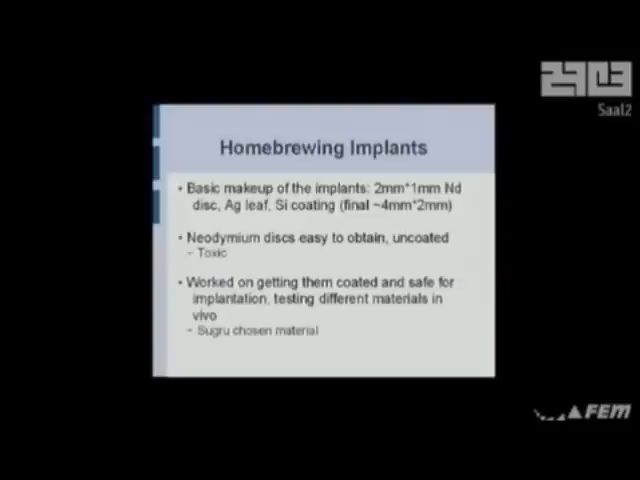 29C3
Saal2
Homebrewing Implants
• Basic makeup of the implants: 2mm*1mm Nd
disc, Ag leaf, Si coating (final ~4mm*2mm)
• Neodymium discs easy to obtain, uncoated
– Toxic
• Worked on getting them coated and safe for
implantation, testing different materials in
vivo
– Sugru chosen material
FEM